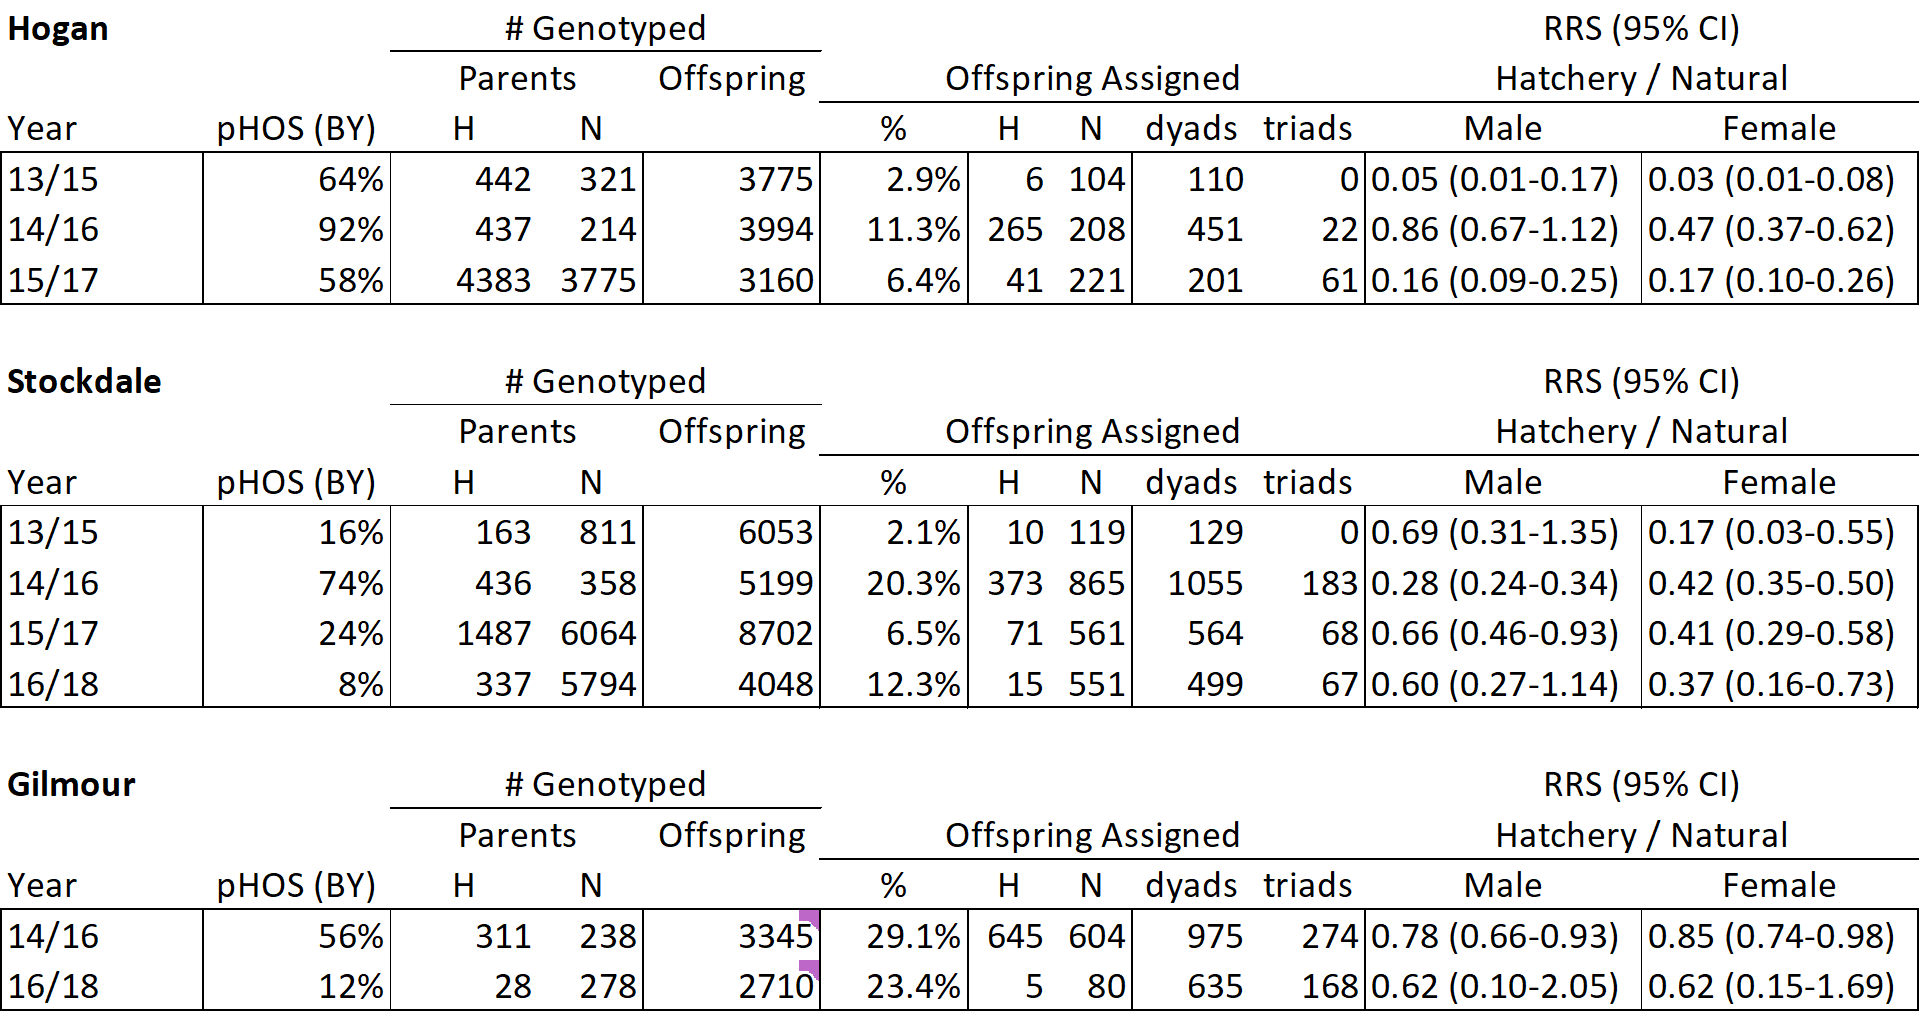 Hogan # Genotyped RRS (95% CI)
Parents Offspring Offspring Assigned Hatchery / Natural
Year pHOS (BY) H N % H N dyads triads Male Female
13/15 64% 442 321 3775 2.9% 6 104 110 0 0.05 (0.01-0.17) 0.03 (0.01-0.08)
14/16 92% 437 214 3994 11.3% 265 208 451 22 0.86 (0.67-1.12) 0.47 (0.37-0.62)
15/17 58% 4383 3775 3160 6.4% 41 221 201 61 0.16 (0.09-0.25) 0.17 (0.10-0.26)
Stockdale # Genotyped RRS (95% CI)
Parents Offspring Offspring Assigned Hatchery / Natural
Year pHOS (BY) H N % H N dyads triads Male Female
13/15 16% 163 811 6053 2.1% 10 119 129 0 0.69 (0.31-1.35) 0.17 (0.03-0.55)
14/16 74% 436 358 5199 20.3% 373 865 1055 183 0.28 (0.24-0.34) 0.42 (0.35-0.50)
15/17 24% 1487 6064 8702 6.5% 71 561 564 68 0.66 (0.46-0.93) 0.41 (0.29-0.58)
16/18 8% 337 5794 4048 12.3% 15 551 499 67 0.60 (0.27-1.14) 0.37 (0.16-0.73)
Gilmour # Genotyped RRS (95% CI)
Parents Offspring Offspring Assigned Hatchery / Natural
Year pHOS (BY) H N % H N dyads triads Male Female
14/16 56% 311 238 3345 29.1% 645 604 975 274 0.78 (0.66-0.93) 0.85 (0.74-0.98)
16/18 12% 28 278 2710 23.4% 5 80 635 168 0.62 (0.10-2.05) 0.62 (0.15-1.69)